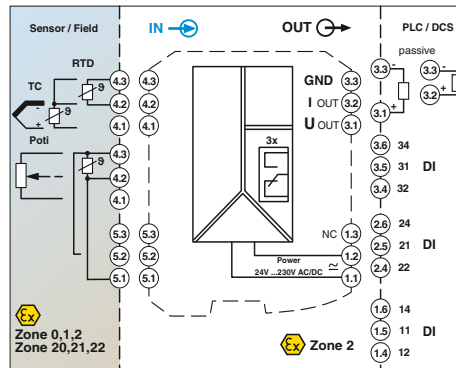 Sensor / Field
IN
OUT
PLC / DCS
passive
RTD
TC
ϑ
ϑ
-
+
4.3
4.2
4.1
4.3
4.2
4.1
Poti
ϑ
4.3
4.2
4.1
5.3
5.2
5.1
5.3
5.2
5.1
3x
GND 3.3
I OUT 3.2
U OUT 3.1
3.3 -
3.1 +
3.3 -
3.2 +
3.6 34
3.5 31 DI
3.4 32
NC 1.3
Power 1.2
24V ...230V AC/DC 1.1
2.6 24
2.5 21 DI
2.4 22
1.6 14
1.5 11 DI
1.4 12
Ex
Zone 0,1,2
Zone 20,21,22
Ex Zone 2